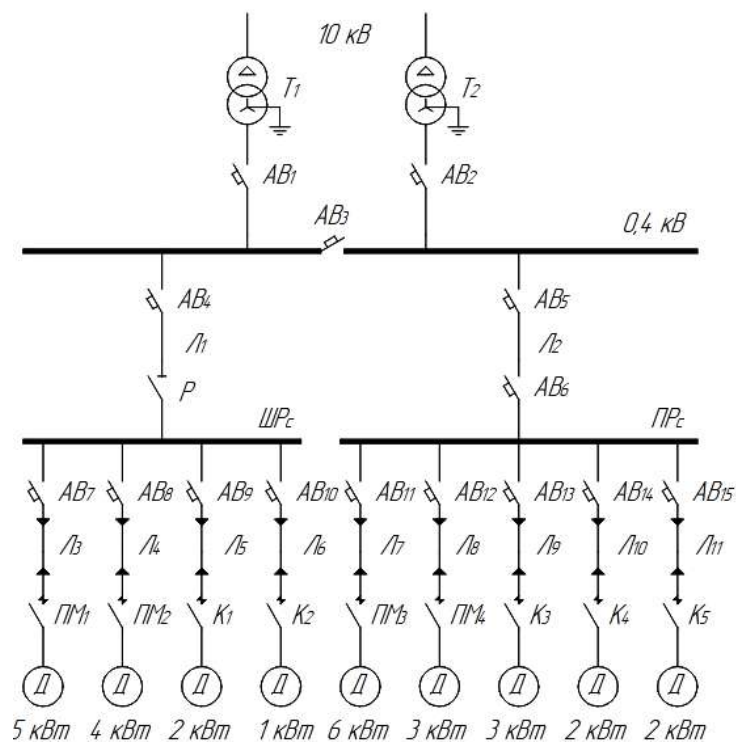 10 кВ
Т1 Т2
АВ1 АВ2
АВ3 0,4 кВ
АВ4 АВ5
Л1 Л2
Р АВ6
ШРс ПРс
АВ7 АВ8 АВ9 АВ10 АВ11 АВ12 АВ13 АВ14 АВ15
Л3 Л4 Л5 Л6 Л7 Л8 Л9 Л10 Л11
ПМ1 ПМ2 К1 К2 ПМ3 ПМ4 К3 К4 К5
Д Д Д Д Д Д Д Д Д
5 кВт 4 кВт 2 кВт 1 кВт 6 кВт 3 кВт 3 кВт 2 кВт 2 кВт